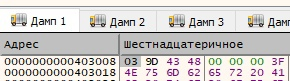 Дамп 1 Дамп 2 Дамп 3
Адрес Шестнадцатеричное
0000000000403008 03 9D 43 48 00 00 00 3F
0000000000403018 4E 75 6D 62 65 72 20 41